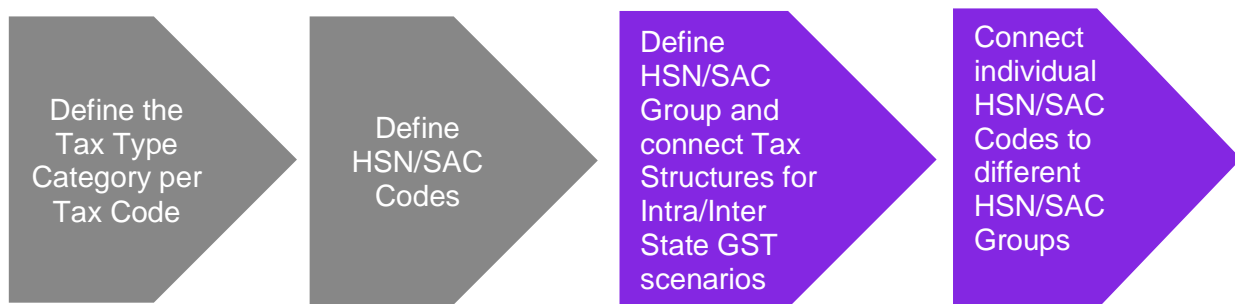 Define the
Tax Type
Category per
Tax Code
Define
HSN/SAC
Codes
Define
HSN/SAC
Group and
connect Tax
Structures for
Intra/Inter
State GST
scenarios
Connect
individual
HSN/SAC
Codes to
different
HSN/SAC
Groups